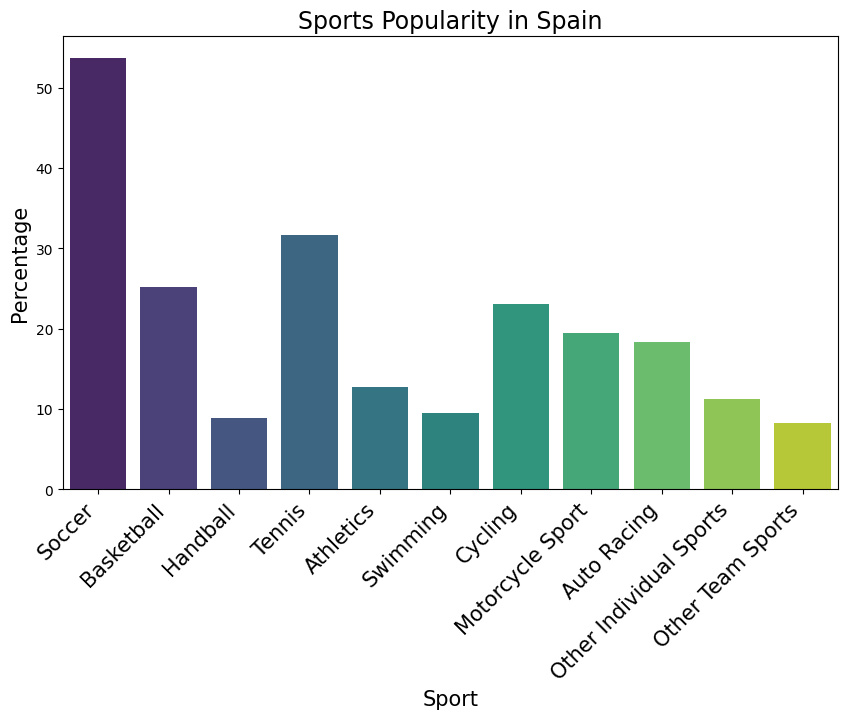 Sports Popularity in Spain
Percentage
50
40
30
20
10
0
Soccer
Basketball
Handball
Tennis
Athletics
Swimming
Cycling
Motorcycle Sport
Auto Racing
Other Individual Sports
Other Team Sports
Sport